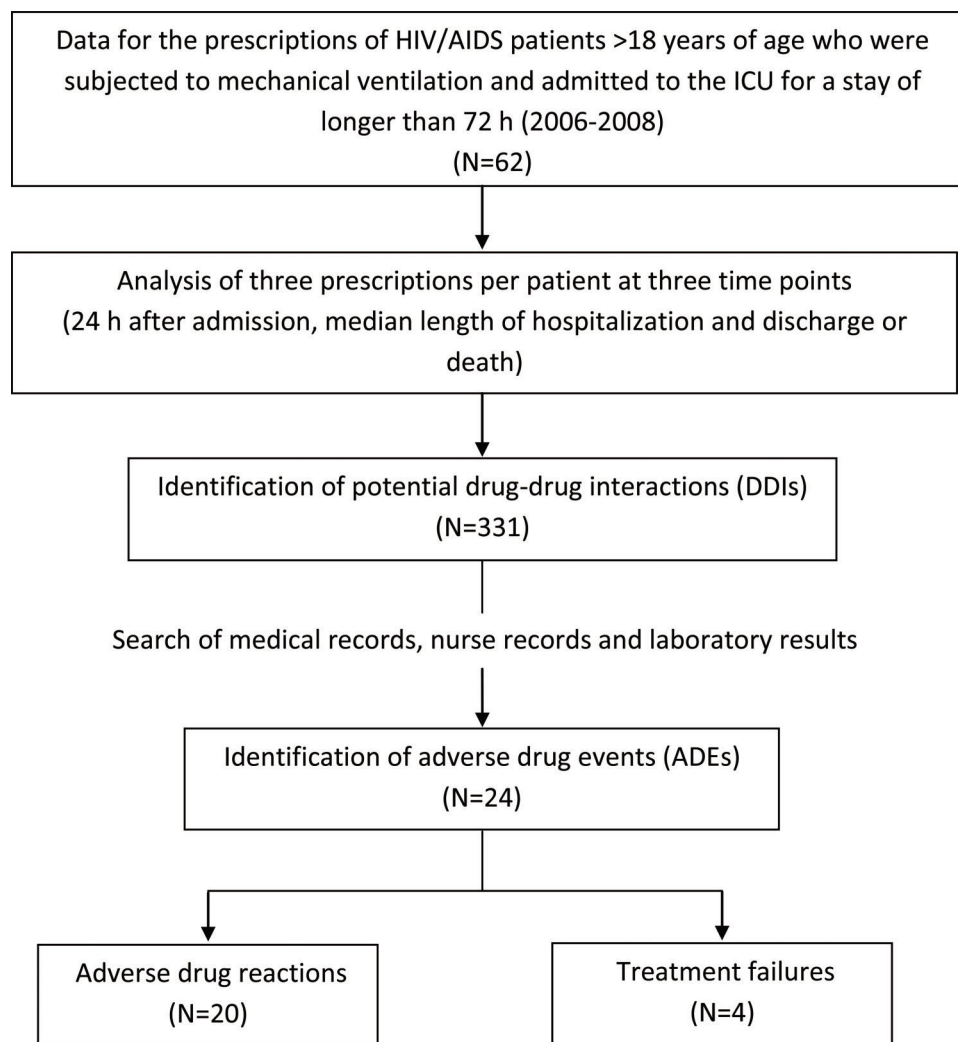 Data for the prescriptions of HIV/AIDS patients >18 years of age who were
subjected to mechanical ventilation and admitted to the ICU for a stay of
longer than 72 h (2006-2008)
(N=62)
Analysis of three prescriptions per patient at three time points
(24 h after admission, median length of hospitalization and discharge or
death)
Identification of potential drug-drug interactions (DDIs)
(N=331)
Search of medical records, nurse records and laboratory results
Identification of adverse drug events (ADEs)
(N=24)
Adverse drug reactions
(N=20)
Treatment failures
(N=4)